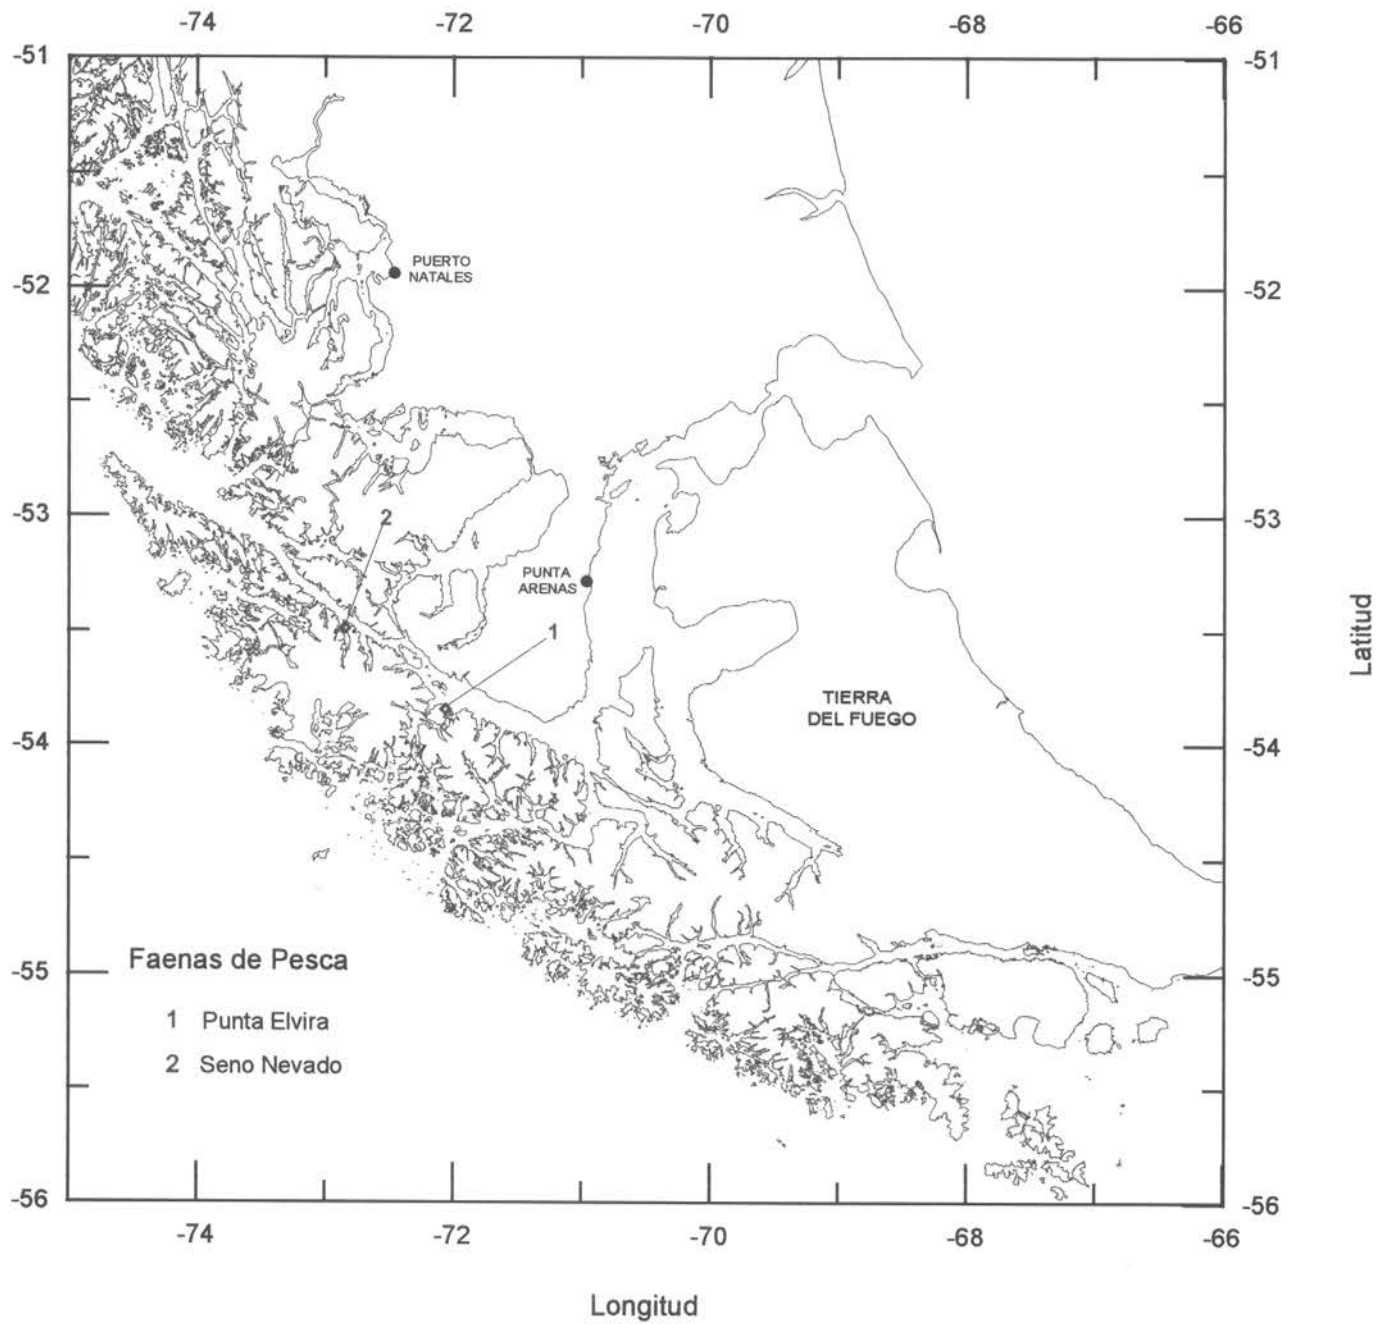 -74
-72
-70
-68
-66
-51
-51
PUERTO
NATALES
-52
-52
-53
2
-53
PUNTA
ARENAS
1
Latitud
TIERRA
DEL FUEGO
-54
-54
Faenas de Pesca
-55
-55
1 Punta Elvira
2 Seno Nevado
-56
-56
-74
-72
-70
-68
-66
Longitud